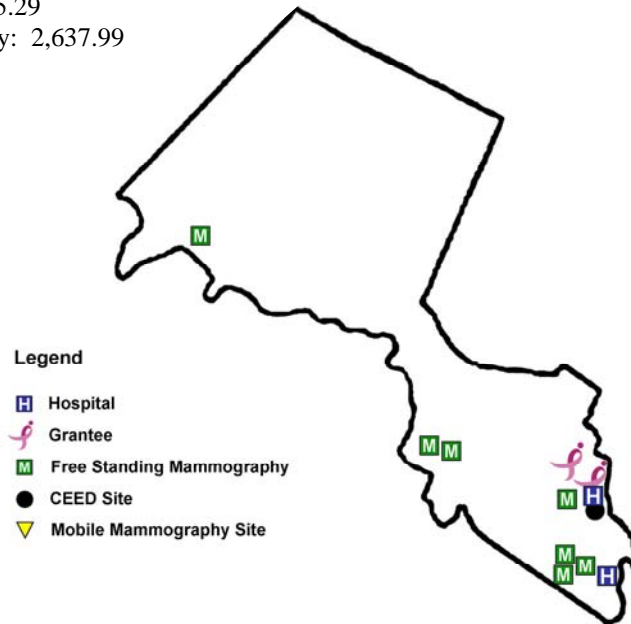 5.29
y: 2,637.99
M
Legend
H Hospital
Grantee
M Free Standing Mammography
CEED Site
Mobile Mammography Site
M M
M H
M
M M H